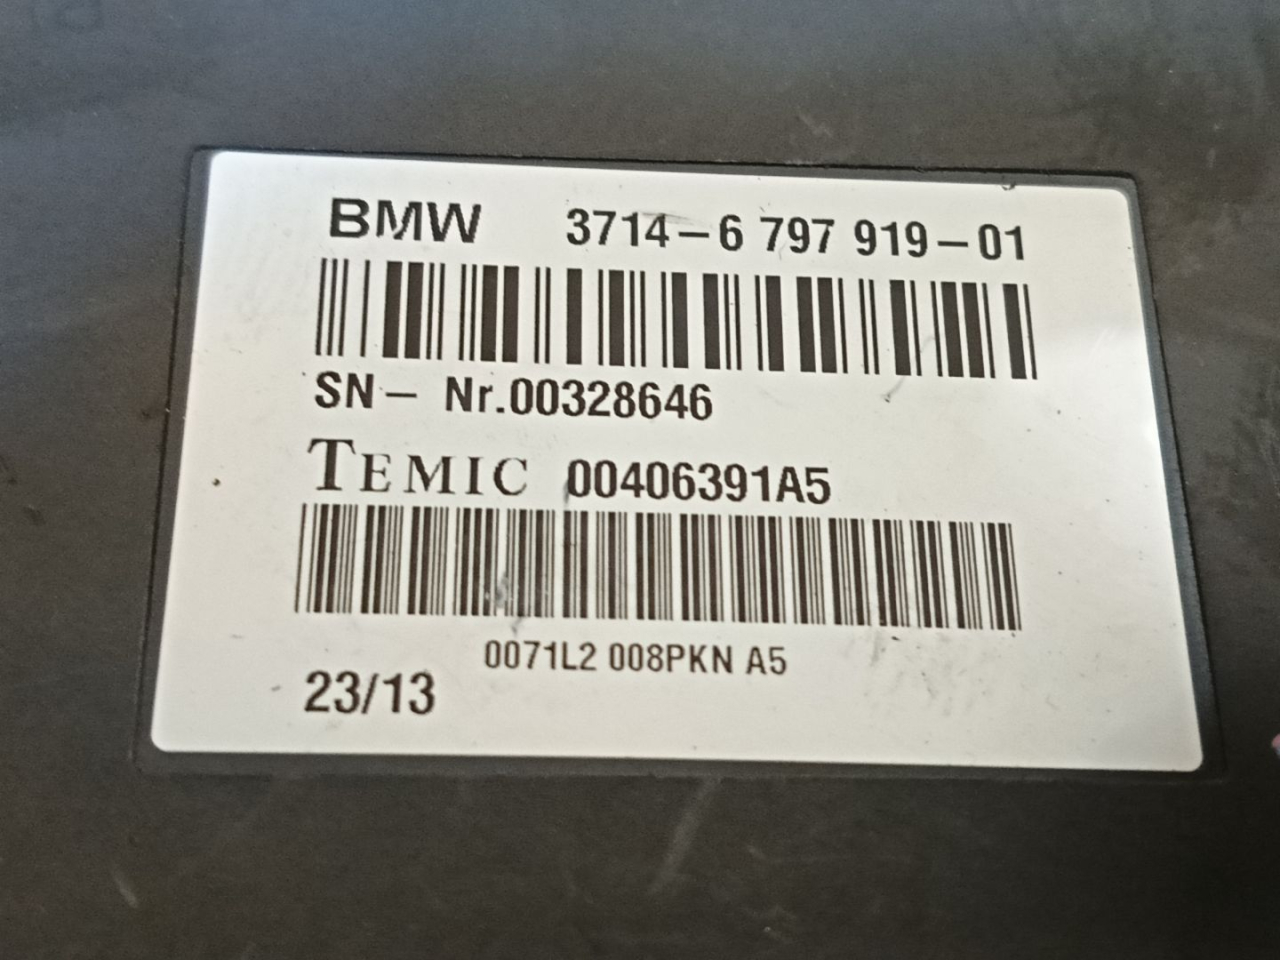 BMW 3714-6 797 919-01
SN- Nr.00328646
TEMIC 00406391A5
0071L2 008PKN A5
23/13